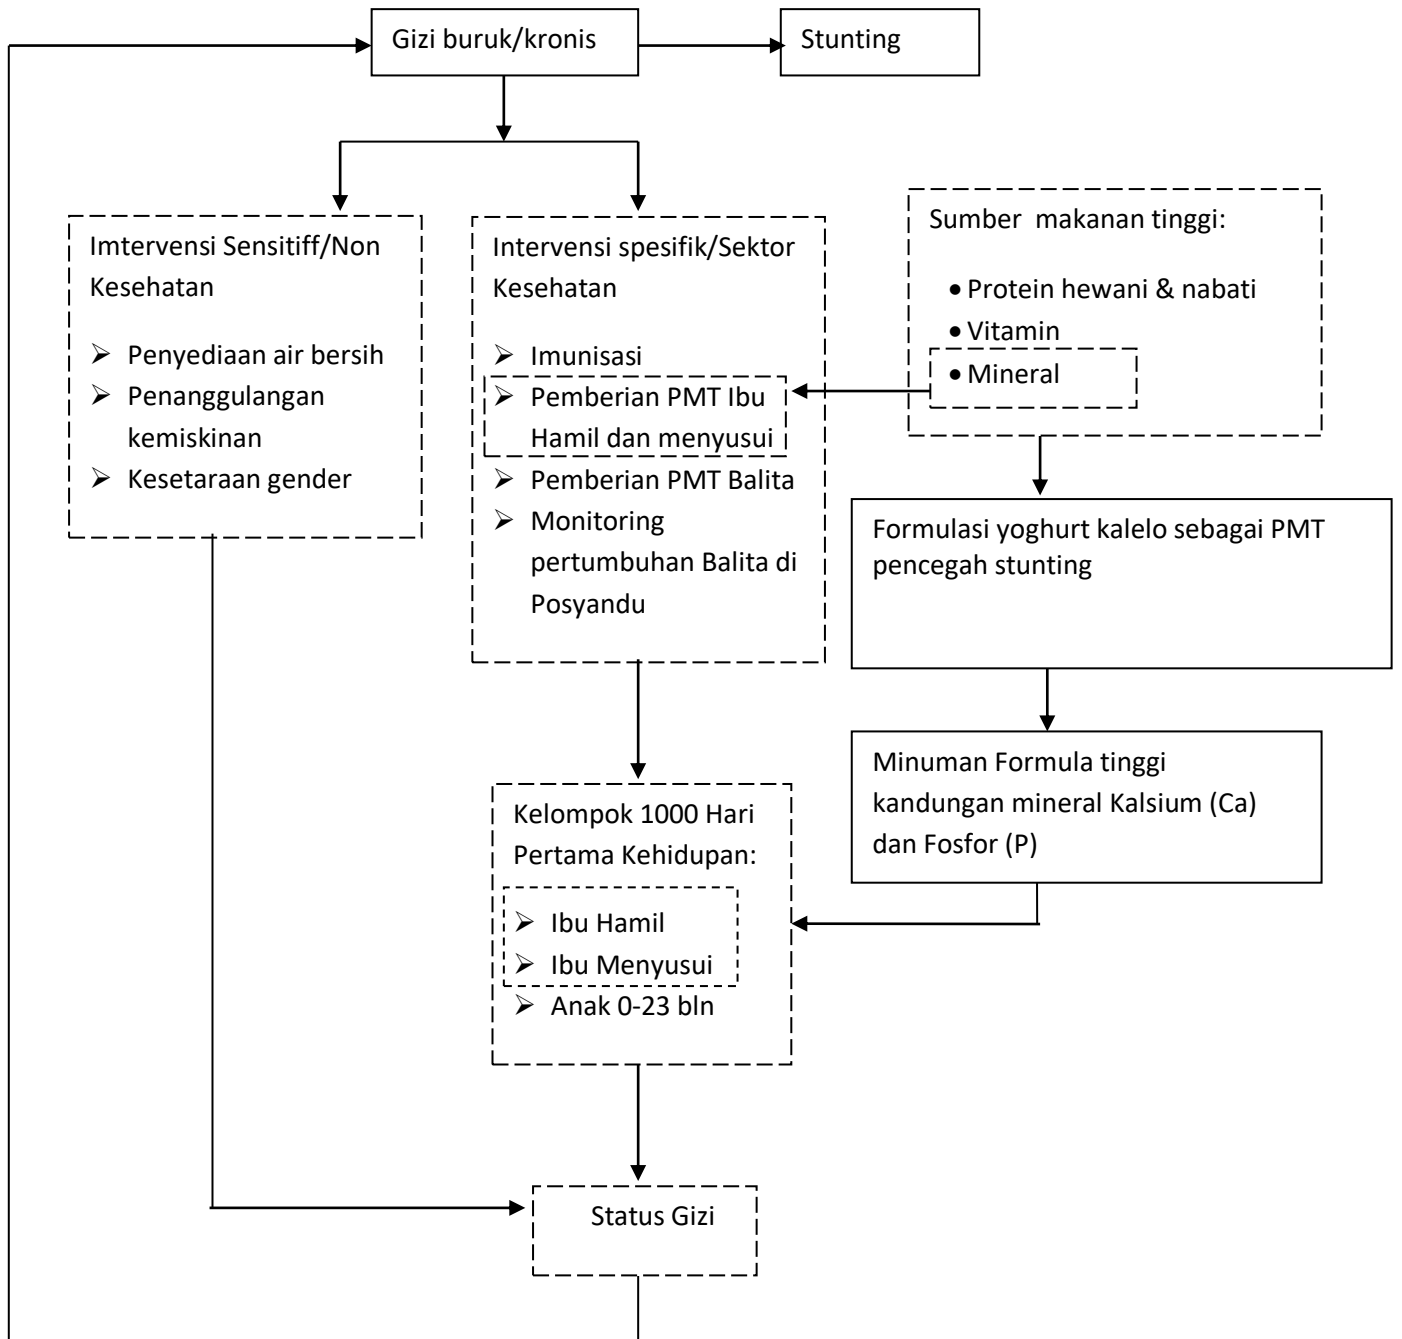 Gizi buruk/kronis
Stunting
Imtervensi Sensitiff/Non
Kesehatan
➢ Penyediaan air bersih
➢ Penanggulangan
kemiskinan
➢ Kesetaraan gender
Intervensi spesifik/Sektor
Kesehatan
➢ Imunisasi
➢ Pemberian PMT Ibu
Hamil dan menyusui
➢ Pemberian PMT Balita
➢ Monitoring
pertumbuhan Balita di
Posyandu
Sumber makanan tinggi:
• Protein hewani & nabati
• Vitamin
• Mineral
Formulasi yoghurt kalelo sebagai PMT
pencegah stunting
Minuman Formula tinggi
kandungan mineral Kalsium (Ca)
dan Fosfor (P)
Kelompok 1000 Hari
Pertama Kehidupan:
➢ Ibu Hamil
➢ Ibu Menyusui
➢ Anak 0-23 bln
Status Gizi